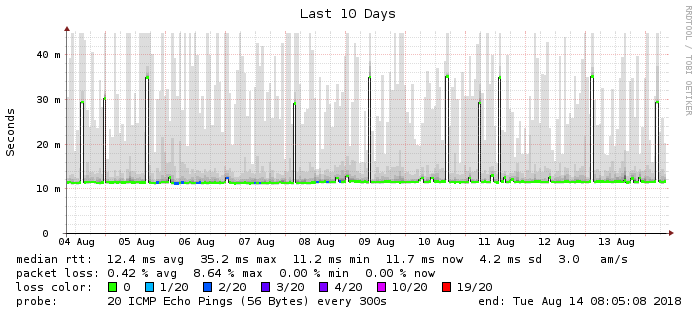 Last 10 Days
RRDTOOL / TOBI OETIKER
Seconds
40 m
30 m
20 m
10 m
0
04 Aug 05 Aug 06 Aug 07 Aug 08 Aug 09 Aug 10 Aug 11 Aug 12 Aug 13 Aug
median rtt: 12.4 ms avg 35.2 ms max 11.2 ms min 11.7 ms now 4.2 ms sd 3.0 am/s
packet loss: 0.42 % avg 8.64 % max 0.00 % min 0.00 % now
loss color: 0 1/20 2/20 3/20 4/20 10/20 19/20
probe: 20 ICMP Echo Pings (56 Bytes) every 300s end: Tue Aug 14 08:05:08 2018